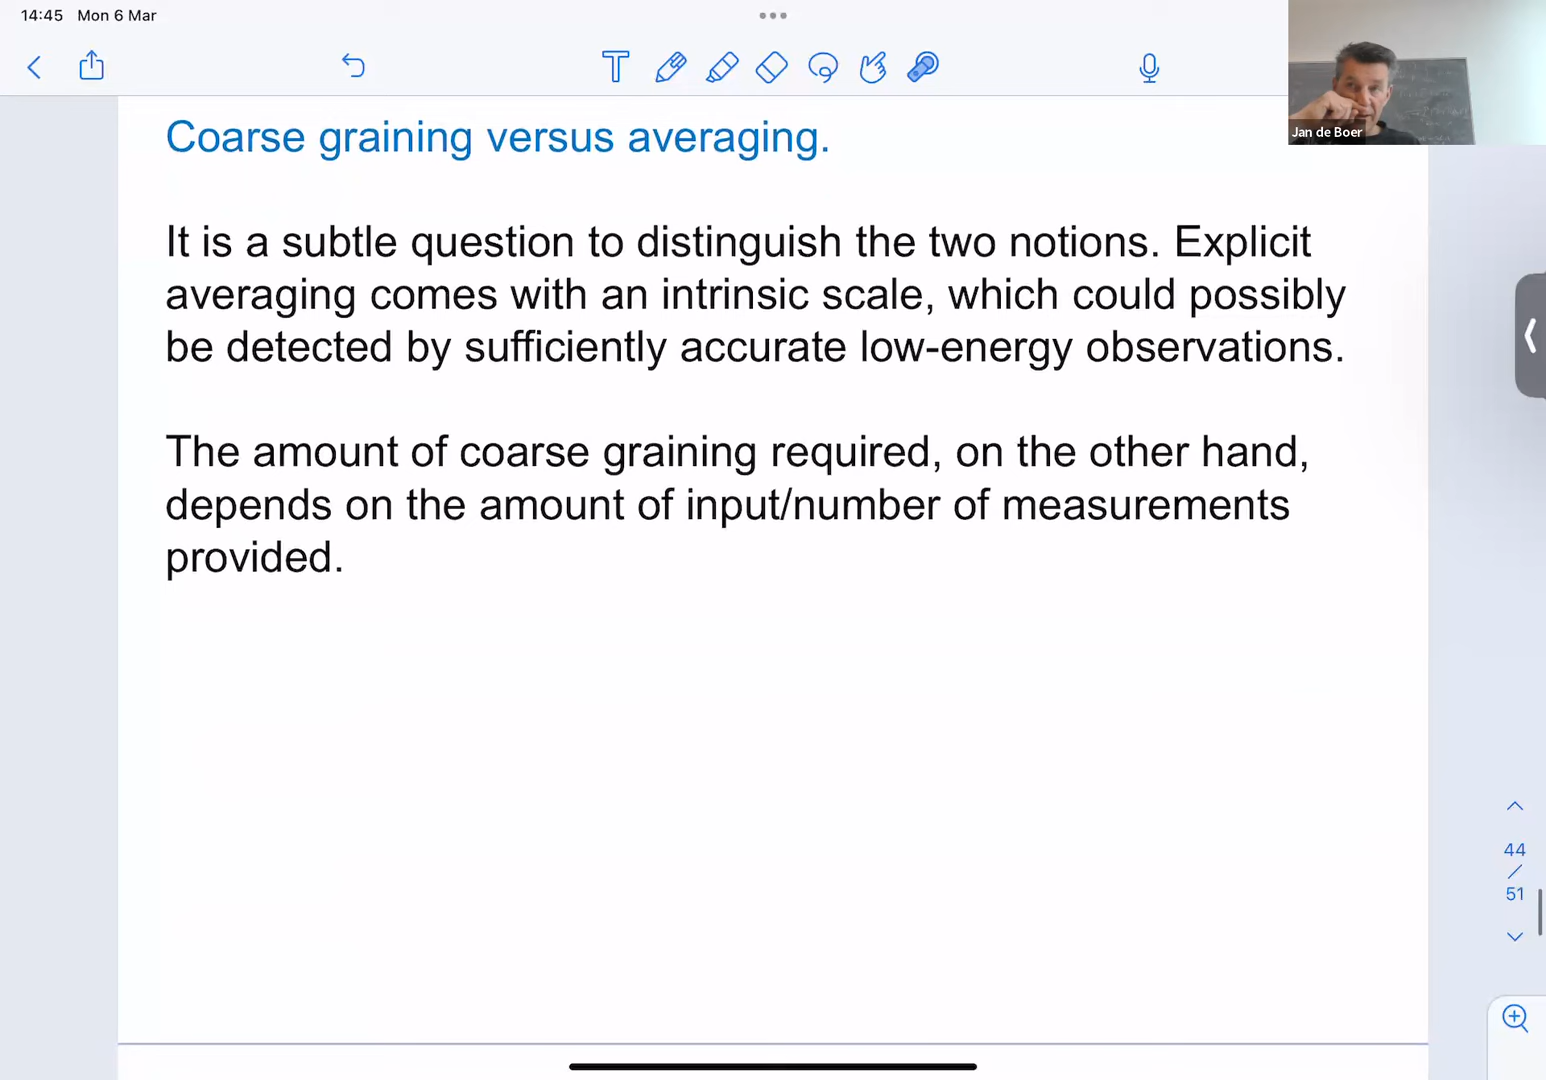 14:45 Mon 6 Mar
Jan de Boer
Coarse graining versus averaging.
It is a subtle question to distinguish the two notions. Explicit
averaging comes with an intrinsic scale, which could possibly
be detected by sufficiently accurate low-energy observations.
The amount of coarse graining required, on the other hand,
depends on the amount of input/number of measurements
provided.
44
/
51